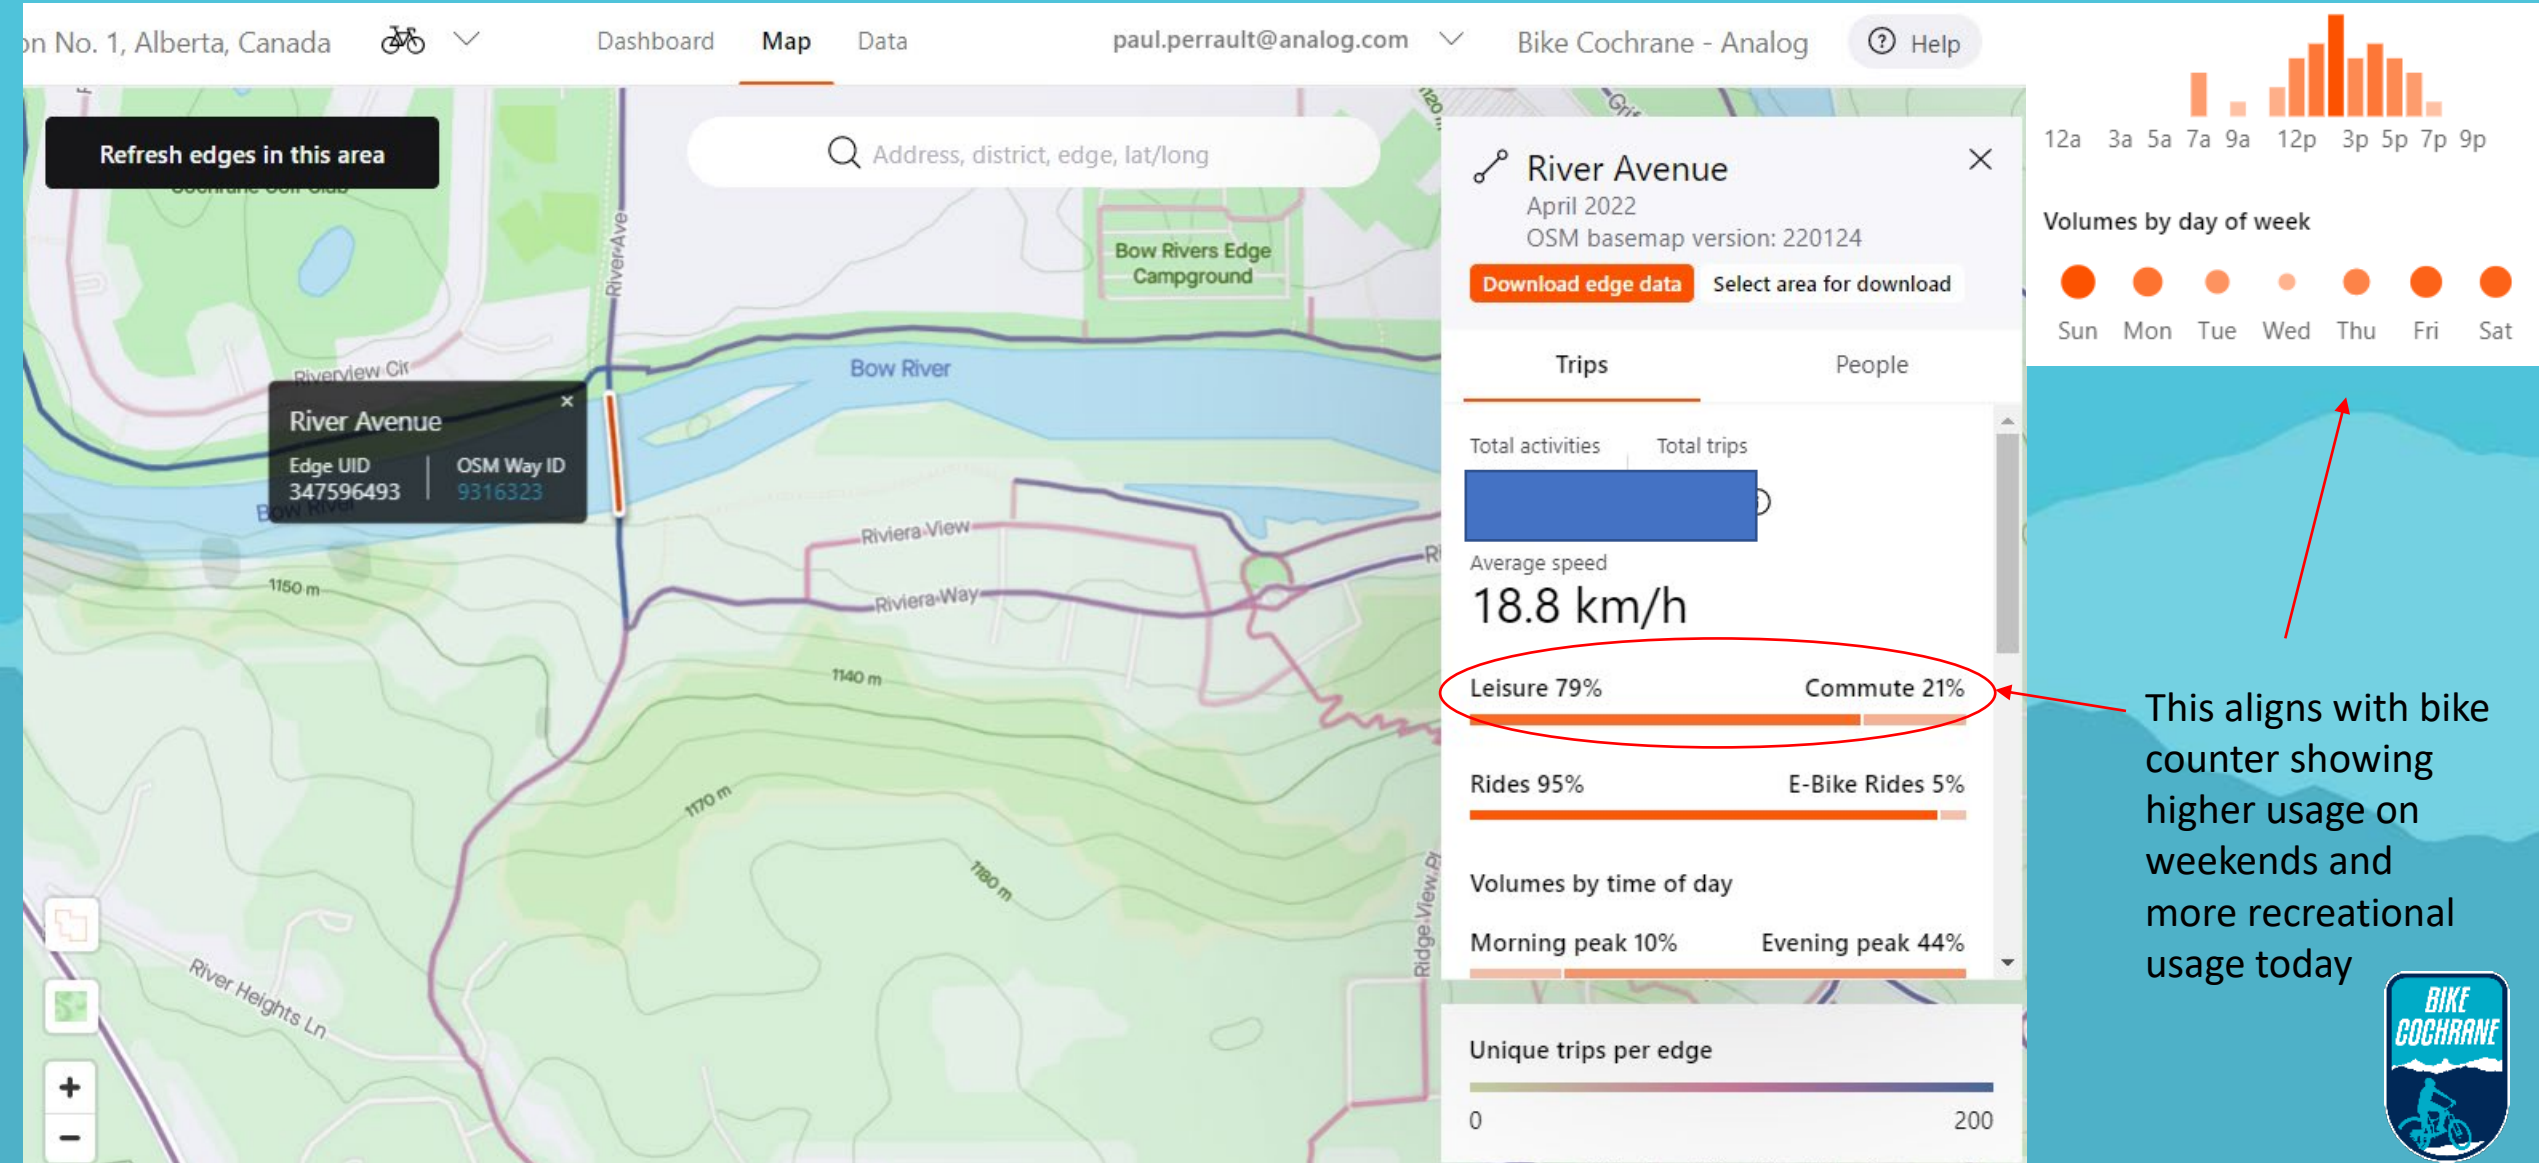 on No. 1, Alberta, Canada
Dashboard Map Data
paul.perrault@analog.com
Bike Cochrane - Analog
Help
Refresh edges in this area
Address, district, edge, lat/long
River Avenue
April 2022
OSM basemap version: 220124
Download edge data
Select area for download
Trips People
Total activities Total trips
Average speed
18.8 km/h
Leisure 79% Commute 21%
Rides 95% E-Bike Rides 5%
Volumes by time of day
Morning peak 10% Evening peak 44%
Unique trips per edge
0 200
12a 3a 5a 7a 9a 12p 3p 5p 7p 9p
Volumes by day of week
Sun Mon Tue Wed Thu Fri Sat
This aligns with bike
counter showing
higher usage on
weekends and
more recreational
usage today
BIKE
COCHRANE
River Avenue
Edge UID
347596493
OSM Way ID
9316323
River Ave
Riverview Cir
Bow River
Bow River
Bow Rivers Edge
Campground
Riviera View
Riviera Way
1150 m
1140 m
1170 m
1180 m
River Heights Ln
Ridge View Pl
1120
+
−